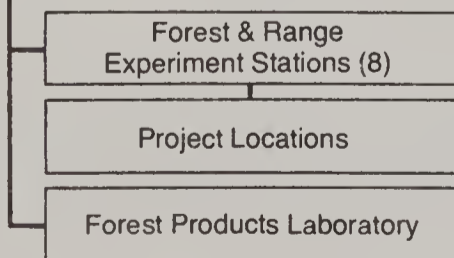 Forest & Range
Experiment Stations (8)
Project Locations
Forest Products Laboratory